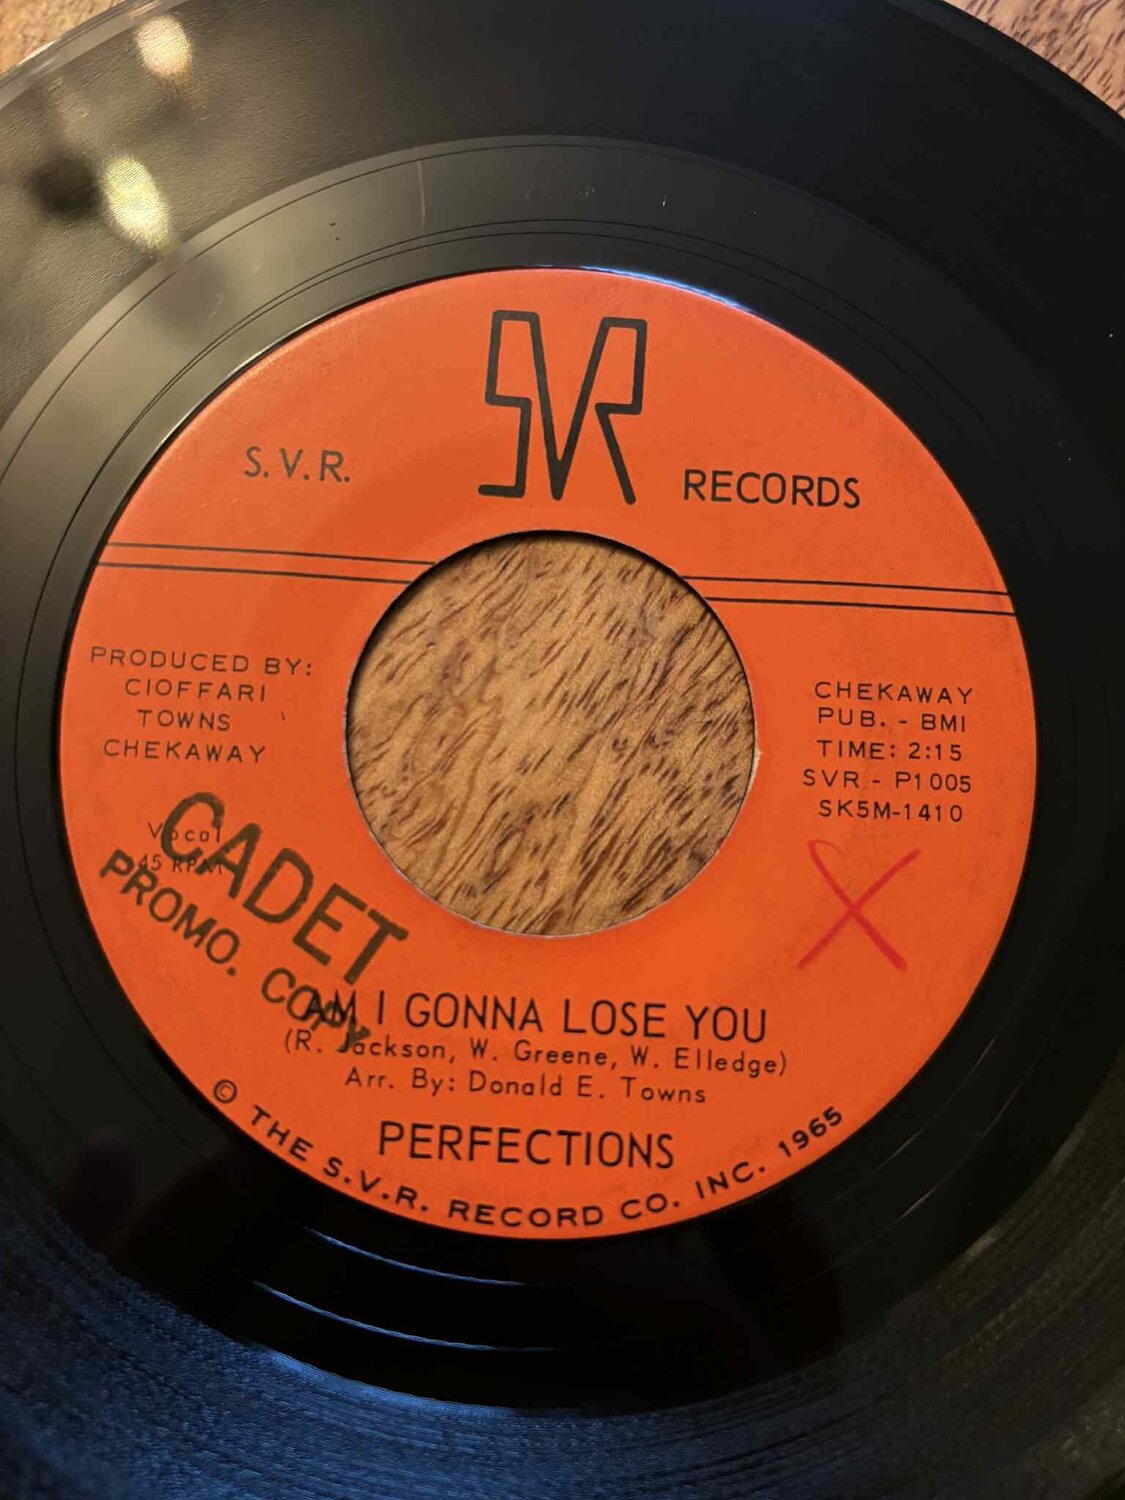 SVR
S.V.R.
RECORDS
PRODUCED BY:
CIOFFARI
TOWNS
CHEKAWAY
Vocal
45 RPM
CHEKAWAY
PUB. - BMI
TIME: 2:15
SVR - P1005
SK5M-1410
X
CADET
PROMO. COPY
AM I GONNA LOSE YOU
(R. Jackson, W. Greene, W. Elledge)
Arr. By: Donald E. Towns
PERFECTIONS
© THE S.V.R. RECORD CO. INC. 1965